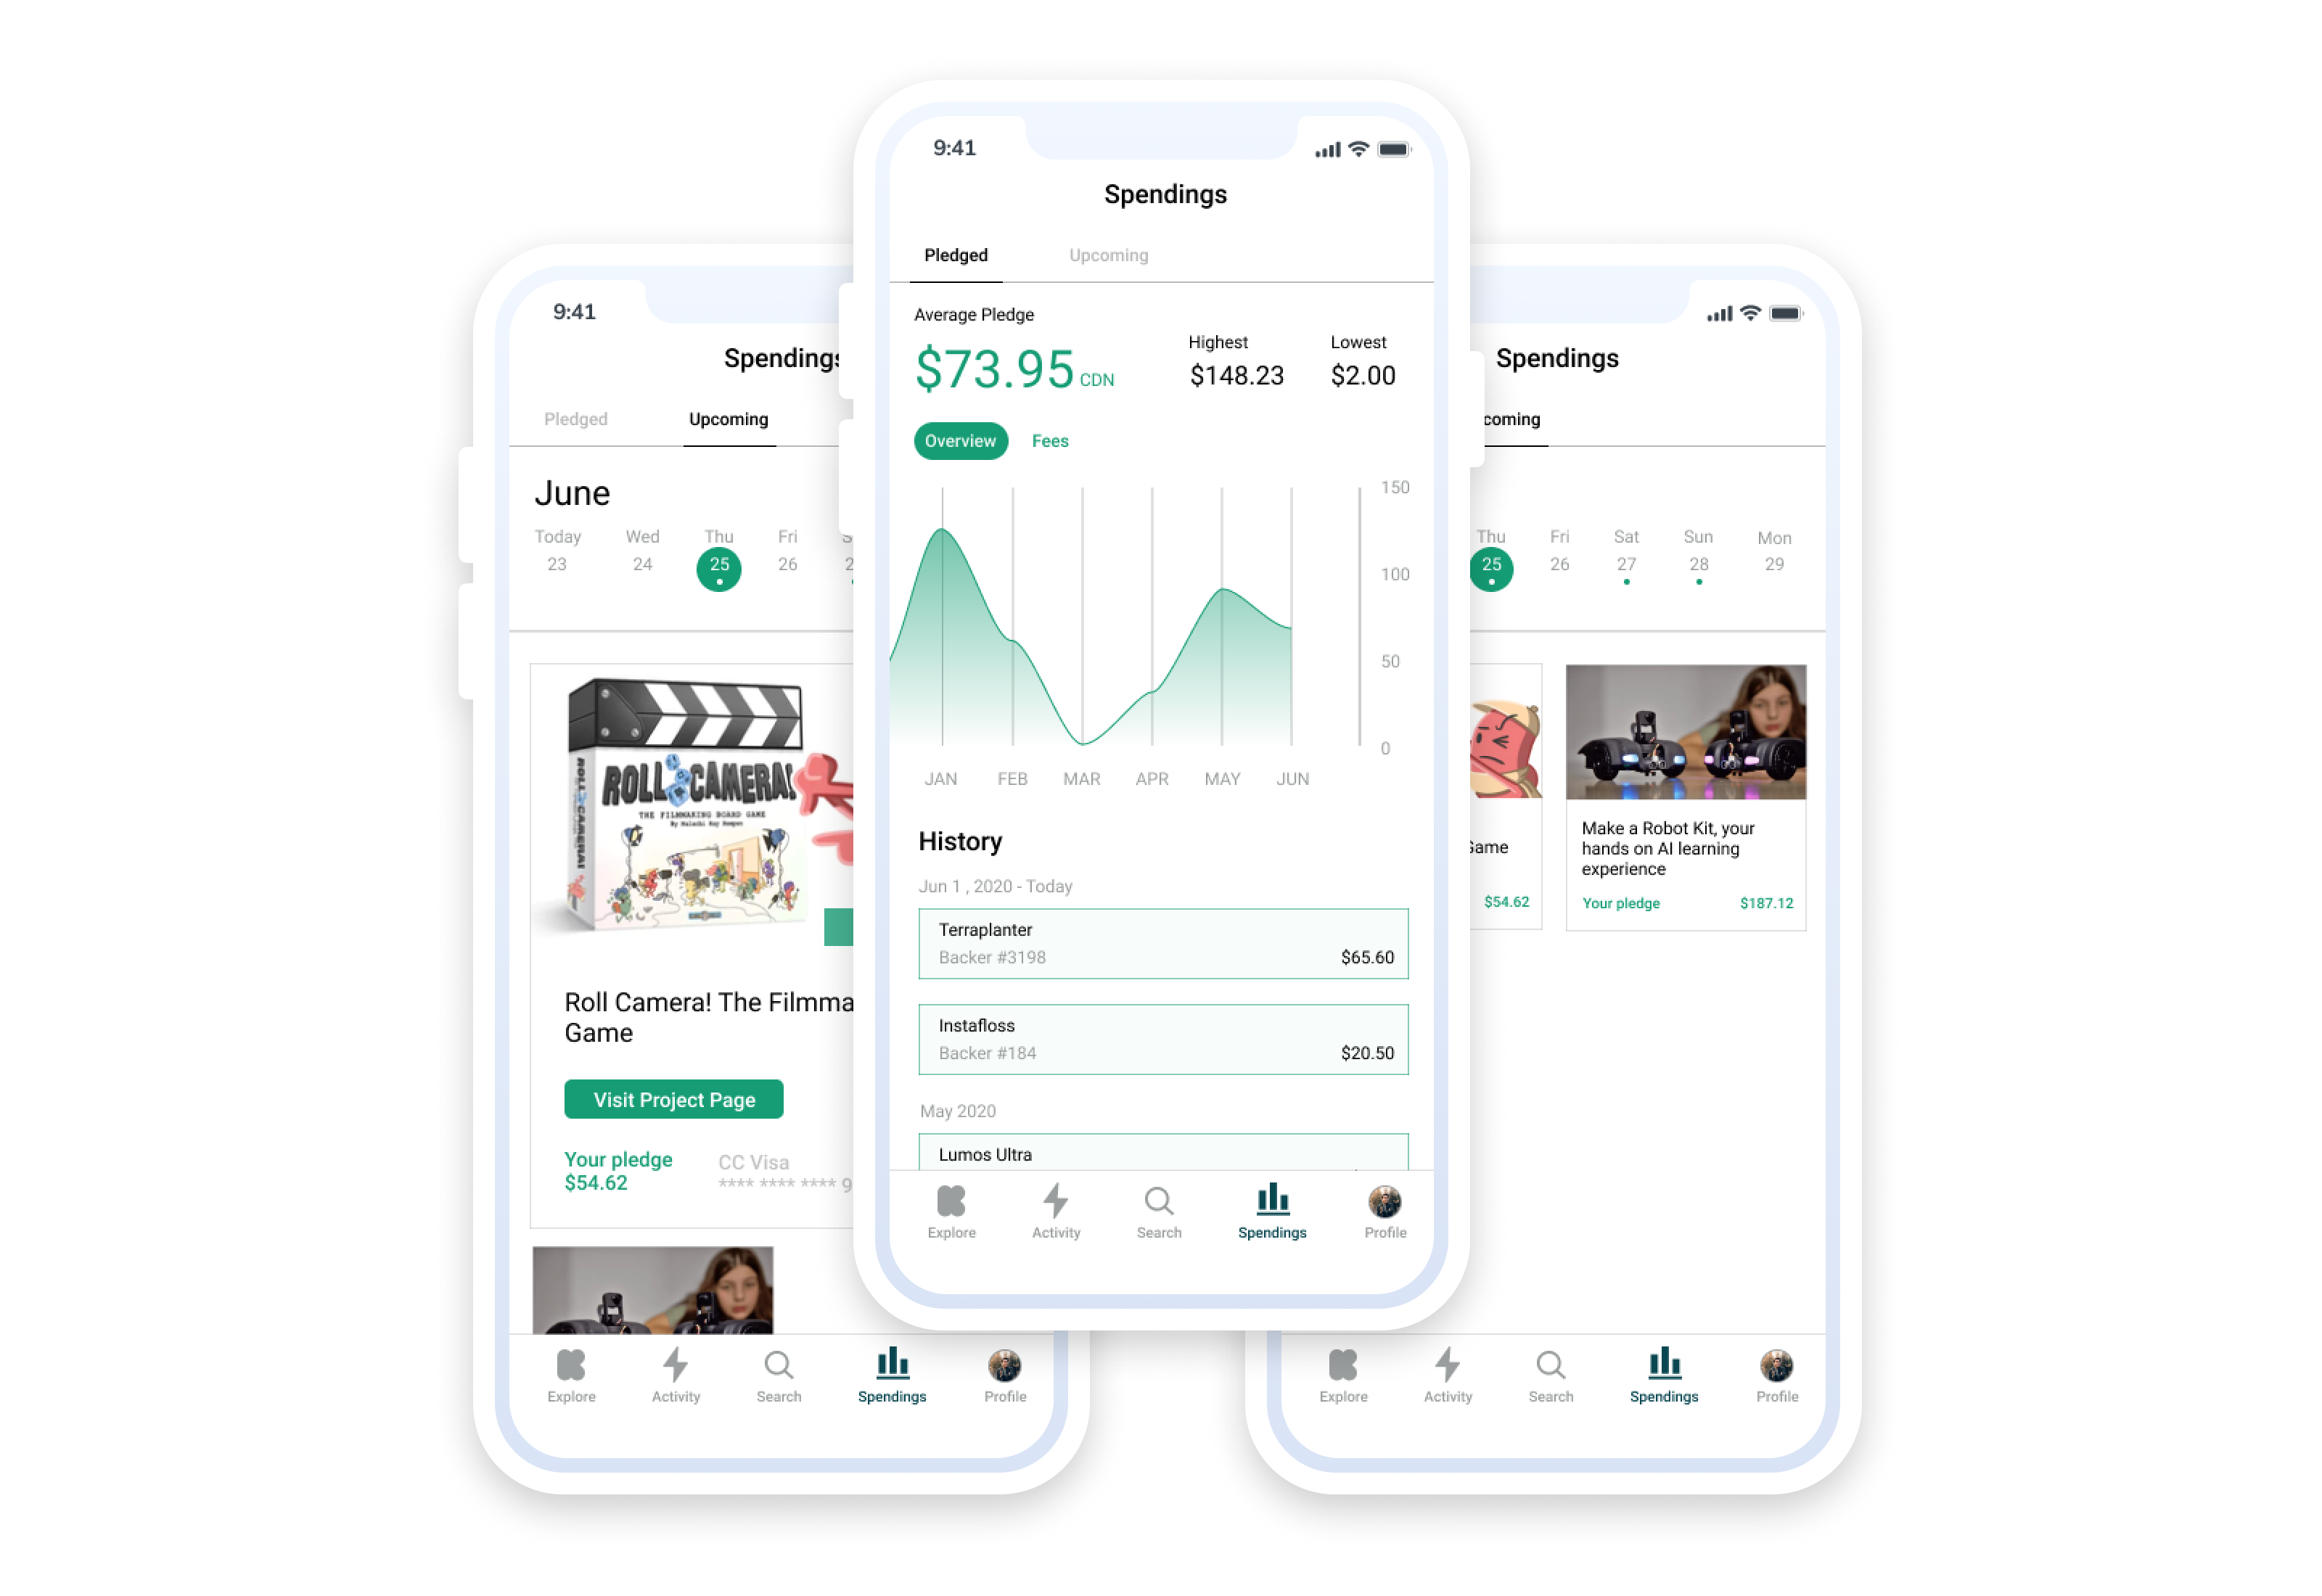 9:41
Spendings
Pledged
Upcoming
June
Today
Wed
Thu
Fri
23
24
25
26
ROLL CAMERA!
THE FILMMAKING BOARD GAME
By Malachi Ray Rempen
ROLL CAMERA!
Roll Camera! The Filmma
Game
Visit Project Page
Your pledge
$54.62
CC Visa
**** **** **** 9
Explore
Activity
Search
Spendings
Profile
9:41
Spendings
Pledged
Upcoming
Average Pledge
$73.95 CDN
Highest
$148.23
Lowest
$2.00
Overview
Fees
150
100
50
0
JAN
FEB
MAR
APR
MAY
JUN
History
Jun 1 , 2020 - Today
Terraplanter
Backer #3198
$65.60
Instafloss
Backer #184
$20.50
May 2020
Lumos Ultra
Explore
Activity
Search
Spendings
Profile
Spendings
coming
Thu
Fri
Sat
Sun
Mon
25
26
27
28
29
Game
$54.62
Make a Robot Kit, your
hands on AI learning
experience
Your pledge
$187.12
Explore
Activity
Search
Spendings
Profile